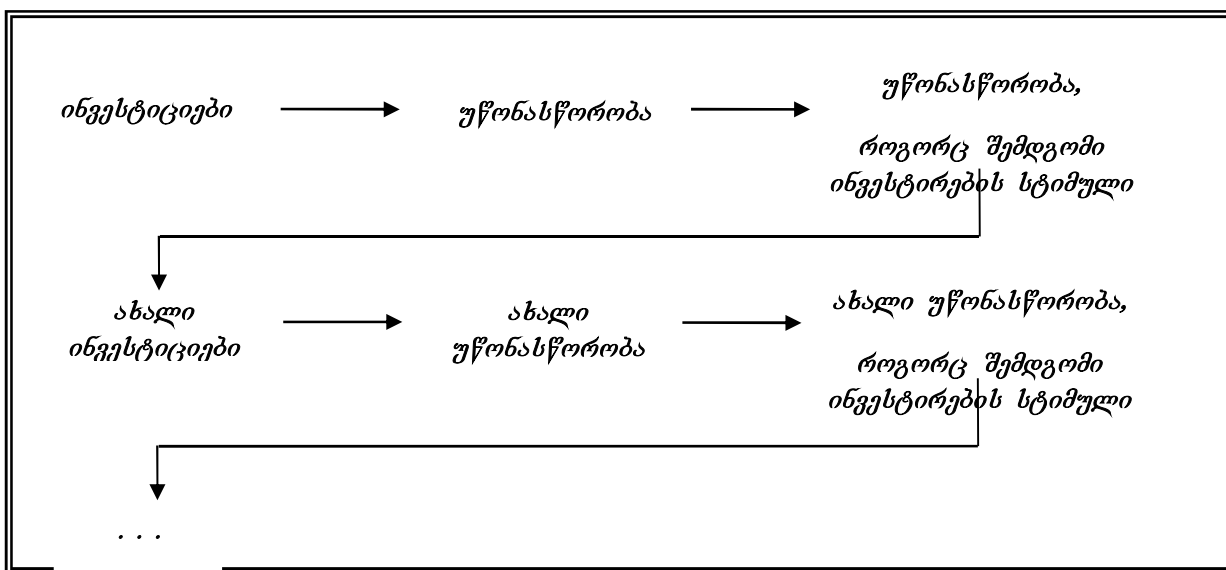 ინვესტიციები
უწონასწორობა
უწონასწორობა,
როგორც შემდგომი
ინვესტირების სტიმული
ახალი
ინვესტიციები
ახალი
უწონასწორობა
ახალი უწონასწორობა,
როგორც შემდგომი
ინვესტირების სტიმული
. . .